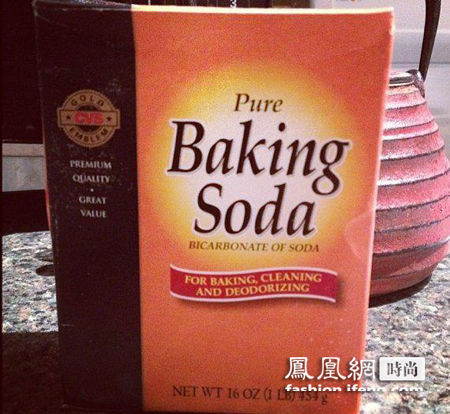 GOLD
CVS
EMBLEM
PREMIUM
QUALITY
•
GREAT
VALUE
Pure
Baking
Soda
BICARBONATE OF SODA
FOR BAKING, CLEANING
AND DEODORIZING
NET WT 16 OZ (1 LB) 454 g
鳳凰網 時尚
fashion.ifeng.com